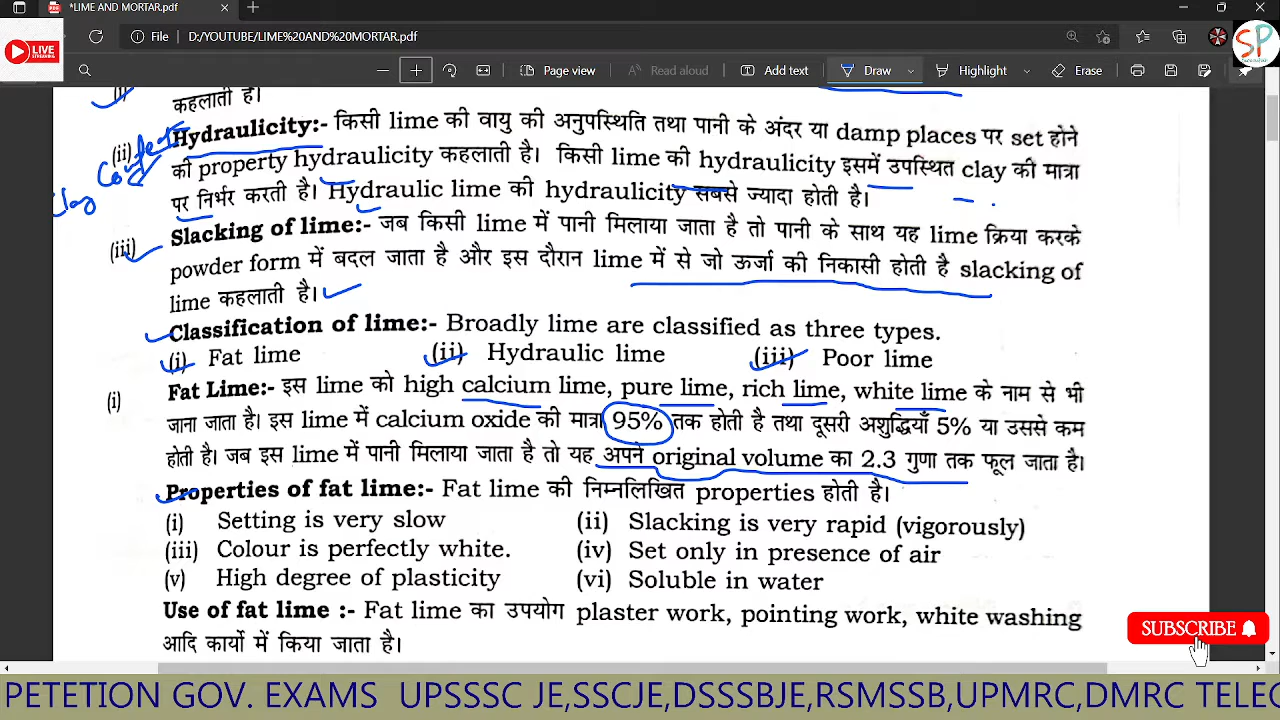 *LIME AND MORTAR.pdf
LIVE
STREAMING
File D:/YOUTUBE/LIME%20AND%20MORTAR.pdf
SP
Page view Read aloud Add text Draw Highlight Erase
(i) कहलाती है।
(ii) Hydraulicity:- किसी lime की वायु की अनुपस्थिति तथा पानी के अंदर या damp places पर set होने
की property hydraulicity कहलाती है। किसी lime की hydraulicity इसमें उपस्थित clay की मात्रा
पर निर्भर करती है। Hydraulic lime की hydraulicity सबसे ज्यादा होती है।
(iii) Slacking of lime:- जब किसी lime में पानी मिलाया जाता है तो पानी के साथ यह lime क्रिया करके
powder form में बदल जाता है और इस दौरान lime में से जो ऊर्जा की निकासी होती है slacking of
lime कहलाती है।
Classification of lime:- Broadly lime are classified as three types.
(i) Fat lime (ii) Hydraulic lime (iii) Poor lime
(i) Fat Lime:- इस lime को high calcium lime, pure lime, rich lime, white lime के नाम से भी
जाना जाता है। इस lime में calcium oxide की मात्रा 95% तक होती है तथा दूसरी अशुद्धियाँ 5% या उससे कम
होती है। जब इस lime में पानी मिलाया जाता है तो यह अपने original volume का 2.3 गुणा तक फूल जाता है।
Properties of fat lime:- Fat lime की निम्नलिखित properties होती है।
(i) Setting is very slow (ii) Slacking is very rapid (vigorously)
(iii) Colour is perfectly white. (iv) Set only in presence of air
(v) High degree of plasticity (vi) Soluble in water
Use of fat lime :- Fat lime का उपयोग plaster work, pointing work, white washing
आदि कार्यो में किया जाता है।
SUBSCRIBE
PETETION GOV. EXAMS UPSSSC JE,SSCJE,DSSSBJE,RSMSSB,UPMRC,DMRC TELEC